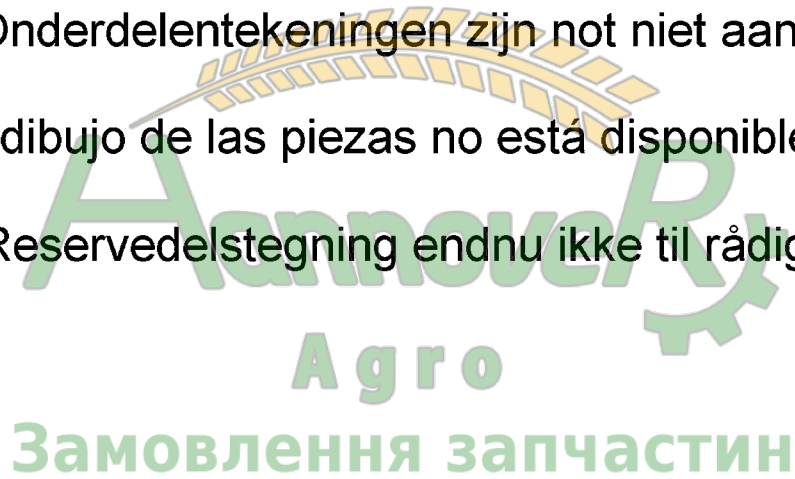 Onderdelentekeningen zijn not niet aan
dibujo de las piezas no está disponible
Reservedelstegning endnu ikke til rådig
HannoveR
Agro
Замовлення запчастин